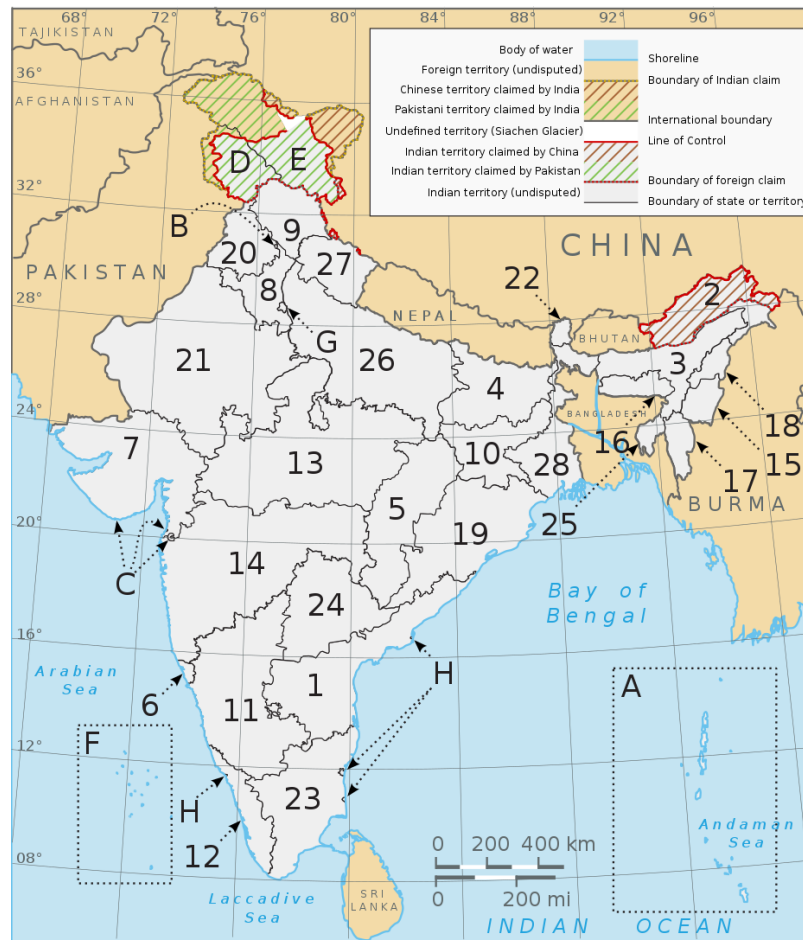 68°
72°
76°
80°
84°
88°
92°
96°
TAJIKISTAN
36°
AFGHANISTAN
32°
28°
24°
20°
16°
12°
08°
Body of water
Shoreline
Foreign territory (undisputed)
Boundary of Indian claim
Chinese territory claimed by India
Pakistani territory claimed by India
International boundary
Undefined territory (Siachen Glacier)
Line of Control
Indian territory claimed by China
Indian territory claimed by Pakistan
Boundary of foreign claim
Indian territory (undisputed)
Boundary of state or territory
D
E
B
9
20
27
8
G
PAKISTAN
CHINA
22
2
NEPAL
BHUTAN
21
26
3
4
BANGLADESH
16
18
7
13
10
28
15
17
25
BURMA
5
19
C
14
24
Bay of
Bengal
Arabian
Sea
6
11
1
H
A
F
H
12
23
Andaman
Sea
0 200 400 km
0 200 mi
SRI
LANKA
Laccadive
Sea
INDIAN OCEAN